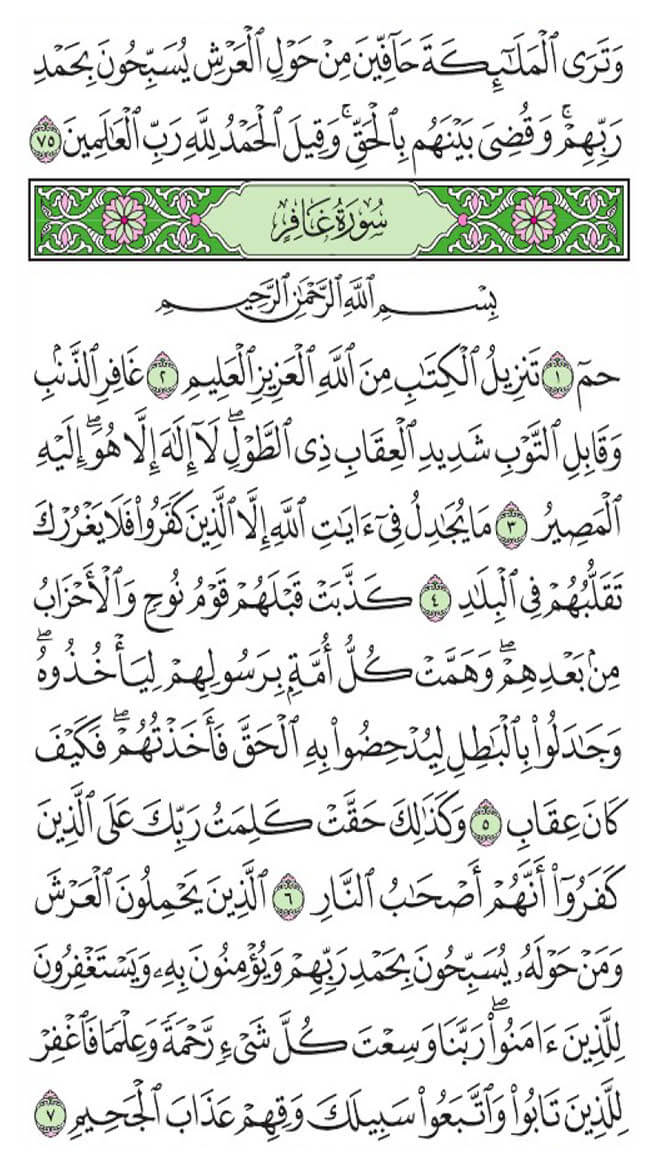 وَتَرَى ٱلْمَلَٰٓئِكَةَ حَآفِّينَ مِنْ حَوْلِ ٱلْعَرْشِ يُسَبِّحُونَ بِحَمْدِ
رَبِّهِمْ ۚ وَقُضِىَ بَيْنَهُم بِٱلْحَقِّ ۚ وَقِيلَ ٱلْحَمْدُ لِلَّهِ رَبِّ ٱلْعَٰلَمِينَ ٧٥
سُورَةُ غَافِرٍ
بِسْمِ ٱللَّهِ ٱلرَّحْمَٰنِ ٱلرَّحِيمِ
حمٓ ١ تَنزِيلُ ٱلْكِتَٰبِ مِنَ ٱللَّهِ ٱلْعَزِيزِ ٱلْعَلِيمِ ٢ غَافِرِ ٱلذَّنۢبِ
وَقَابِلِ ٱلتَّوْبِ شَدِيدِ ٱلْعِقَابِ ذِى ٱلطَّوْلِ ۖ لَآ إِلَٰهَ إِلَّا هُوَ ۖ إِلَيْهِ
ٱلْمَصِيرُ ٣ مَا يُجَٰدِلُ فِىٓ ءَايَٰتِ ٱللَّهِ إِلَّا ٱلَّذِينَ كَفَرُوا۟ فَلَا يَغْرُرْكَ
تَقَلُّبُهُمْ فِى ٱلْبِلَٰدِ ٤ كَذَّبَتْ قَبْلَهُمْ قَوْمُ نُوحٍ وَٱلْأَحْزَابُ
مِنۢ بَعْدِهِمْ ۖ وَهَمَّتْ كُلُّ أُمَّةٍۭ بِرَسُولِهِمْ لِيَأْخُذُوهُ ۖ
وَجَٰدَلُوا۟ بِٱلْبَٰطِلِ لِيُدْحِضُوا۟ بِهِ ٱلْحَقَّ فَأَخَذْتُهُمْ ۖ فَكَيْفَ
كَانَ عِقَابِ ٥ وَكَذَٰلِكَ حَقَّتْ كَلِمَتُ رَبِّكَ عَلَى ٱلَّذِينَ
كَفَرُوٓا۟ أَنَّهُمْ أَصْحَٰبُ ٱلنَّارِ ٦ ٱلَّذِينَ يَحْمِلُونَ ٱلْعَرْشَ
وَمَنْ حَوْلَهُۥ يُسَبِّحُونَ بِحَمْدِ رَبِّهِمْ وَيُؤْمِنُونَ بِهِۦ وَيَسْتَغْفِرُونَ
لِلَّذِينَ ءَامَنُوا۟ ۖ رَبَّنَا وَسِعْتَ كُلَّ شَىْءٍ رَّحْمَةً وَعِلْمًا فَٱغْفِرْ
لِلَّذِينَ تَابُوا۟ وَٱتَّبَعُوا۟ سَبِيلَكَ وَقِهِمْ عَذَابَ ٱلْجَحِيمِ ٧